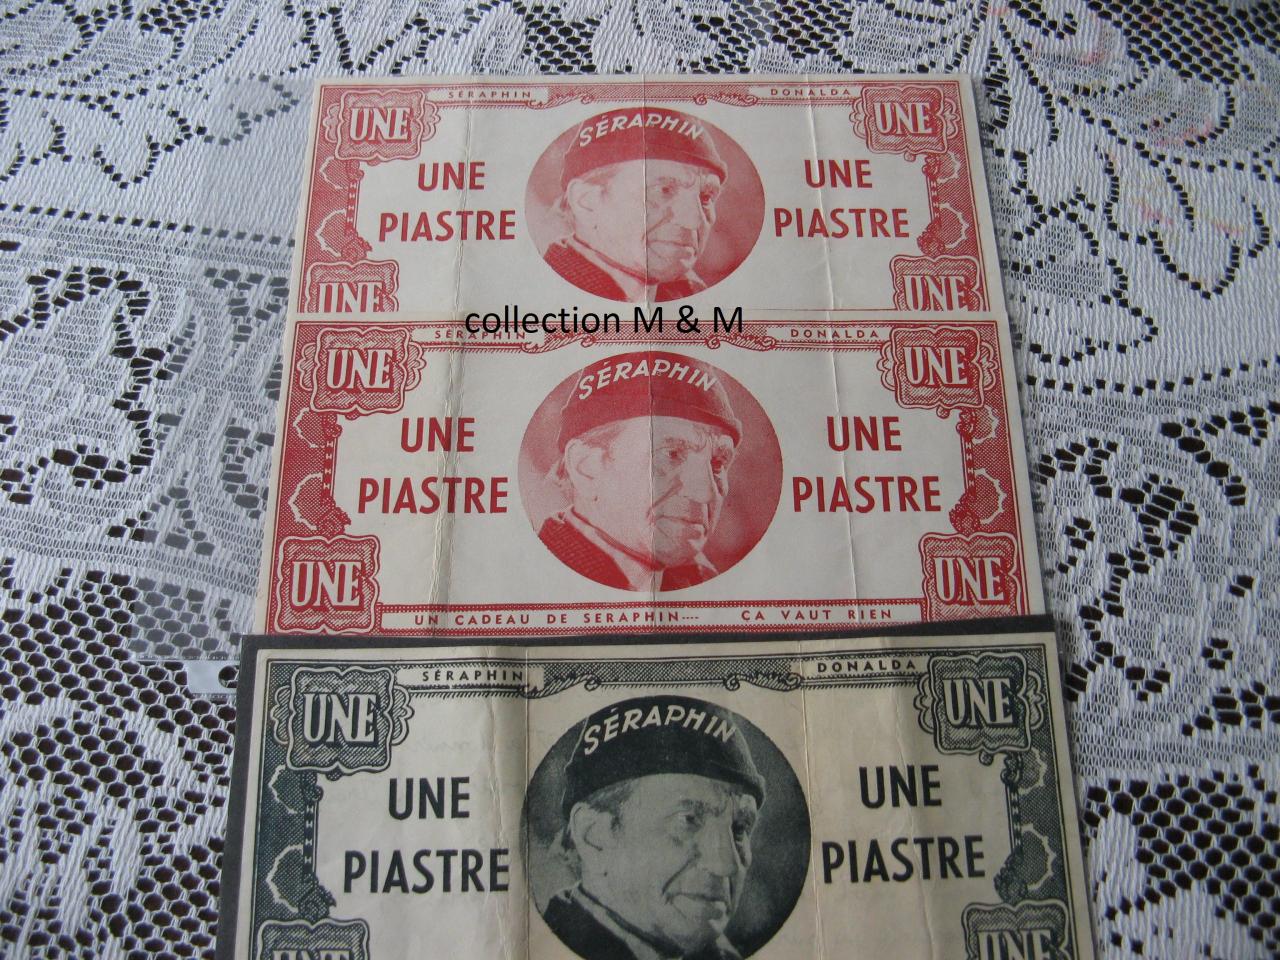 SÉRAPHIN DONALDA
UNE UNE
SÉRAPHIN
UNE UNE
PIASTRE PIASTRE
UNE UNE
collection M & M
SÉRAPHIN DONALDA
UNE UNE
SÉRAPHIN
UNE UNE
PIASTRE PIASTRE
UNE UNE
UN CADEAU DE SERAPHIN---- ÇA VAUT RIEN
SÉRAPHIN DONALDA
UNE UNE
SÉRAPHIN
UNE UNE
PIASTRE PIASTRE
UNE UNE